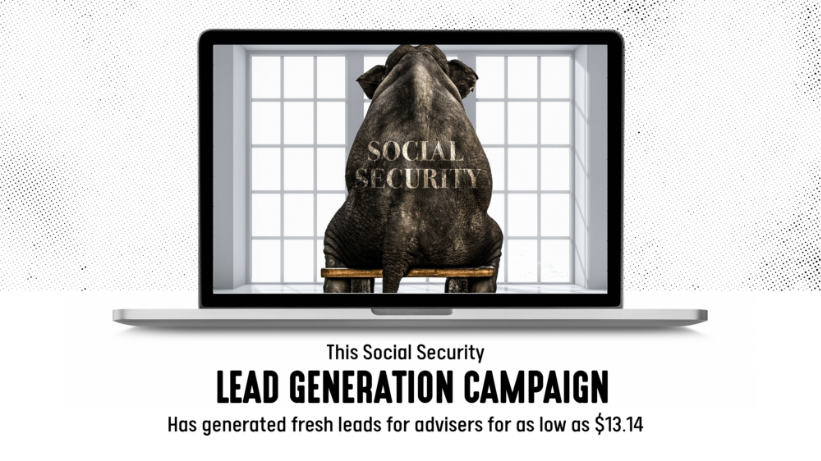 SOCIAL
SECURITY
This Social Security
LEAD GENERATION CAMPAIGN
Has generated fresh leads for advisers for as low as $13.14